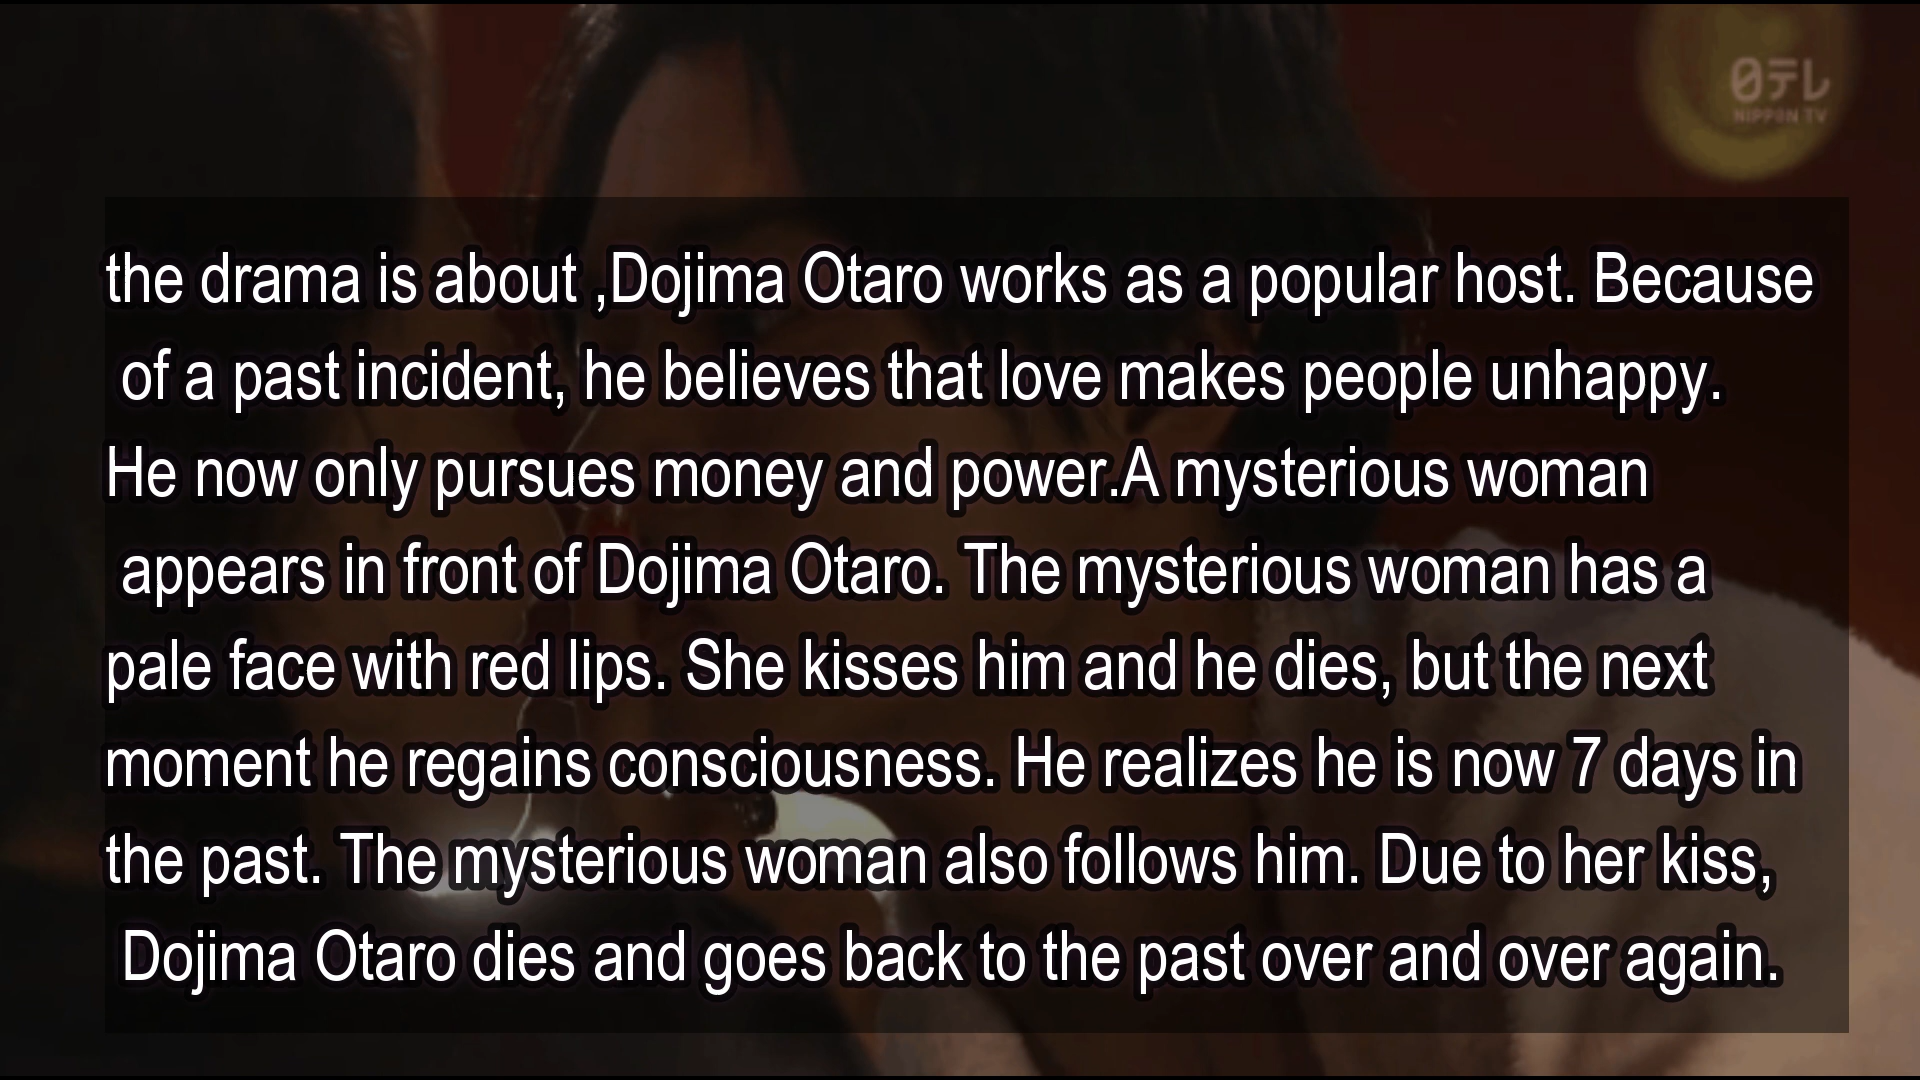 日テレ
NIPPON TV
the drama is about ,Dojima Otaro works as a popular host. Because
of a past incident, he believes that love makes people unhappy.
He now only pursues money and power.A mysterious woman
appears in front of Dojima Otaro. The mysterious woman has a
pale face with red lips. She kisses him and he dies, but the next
moment he regains consciousness. He realizes he is now 7 days in
the past. The mysterious woman also follows him. Due to her kiss,
Dojima Otaro dies and goes back to the past over and over again.